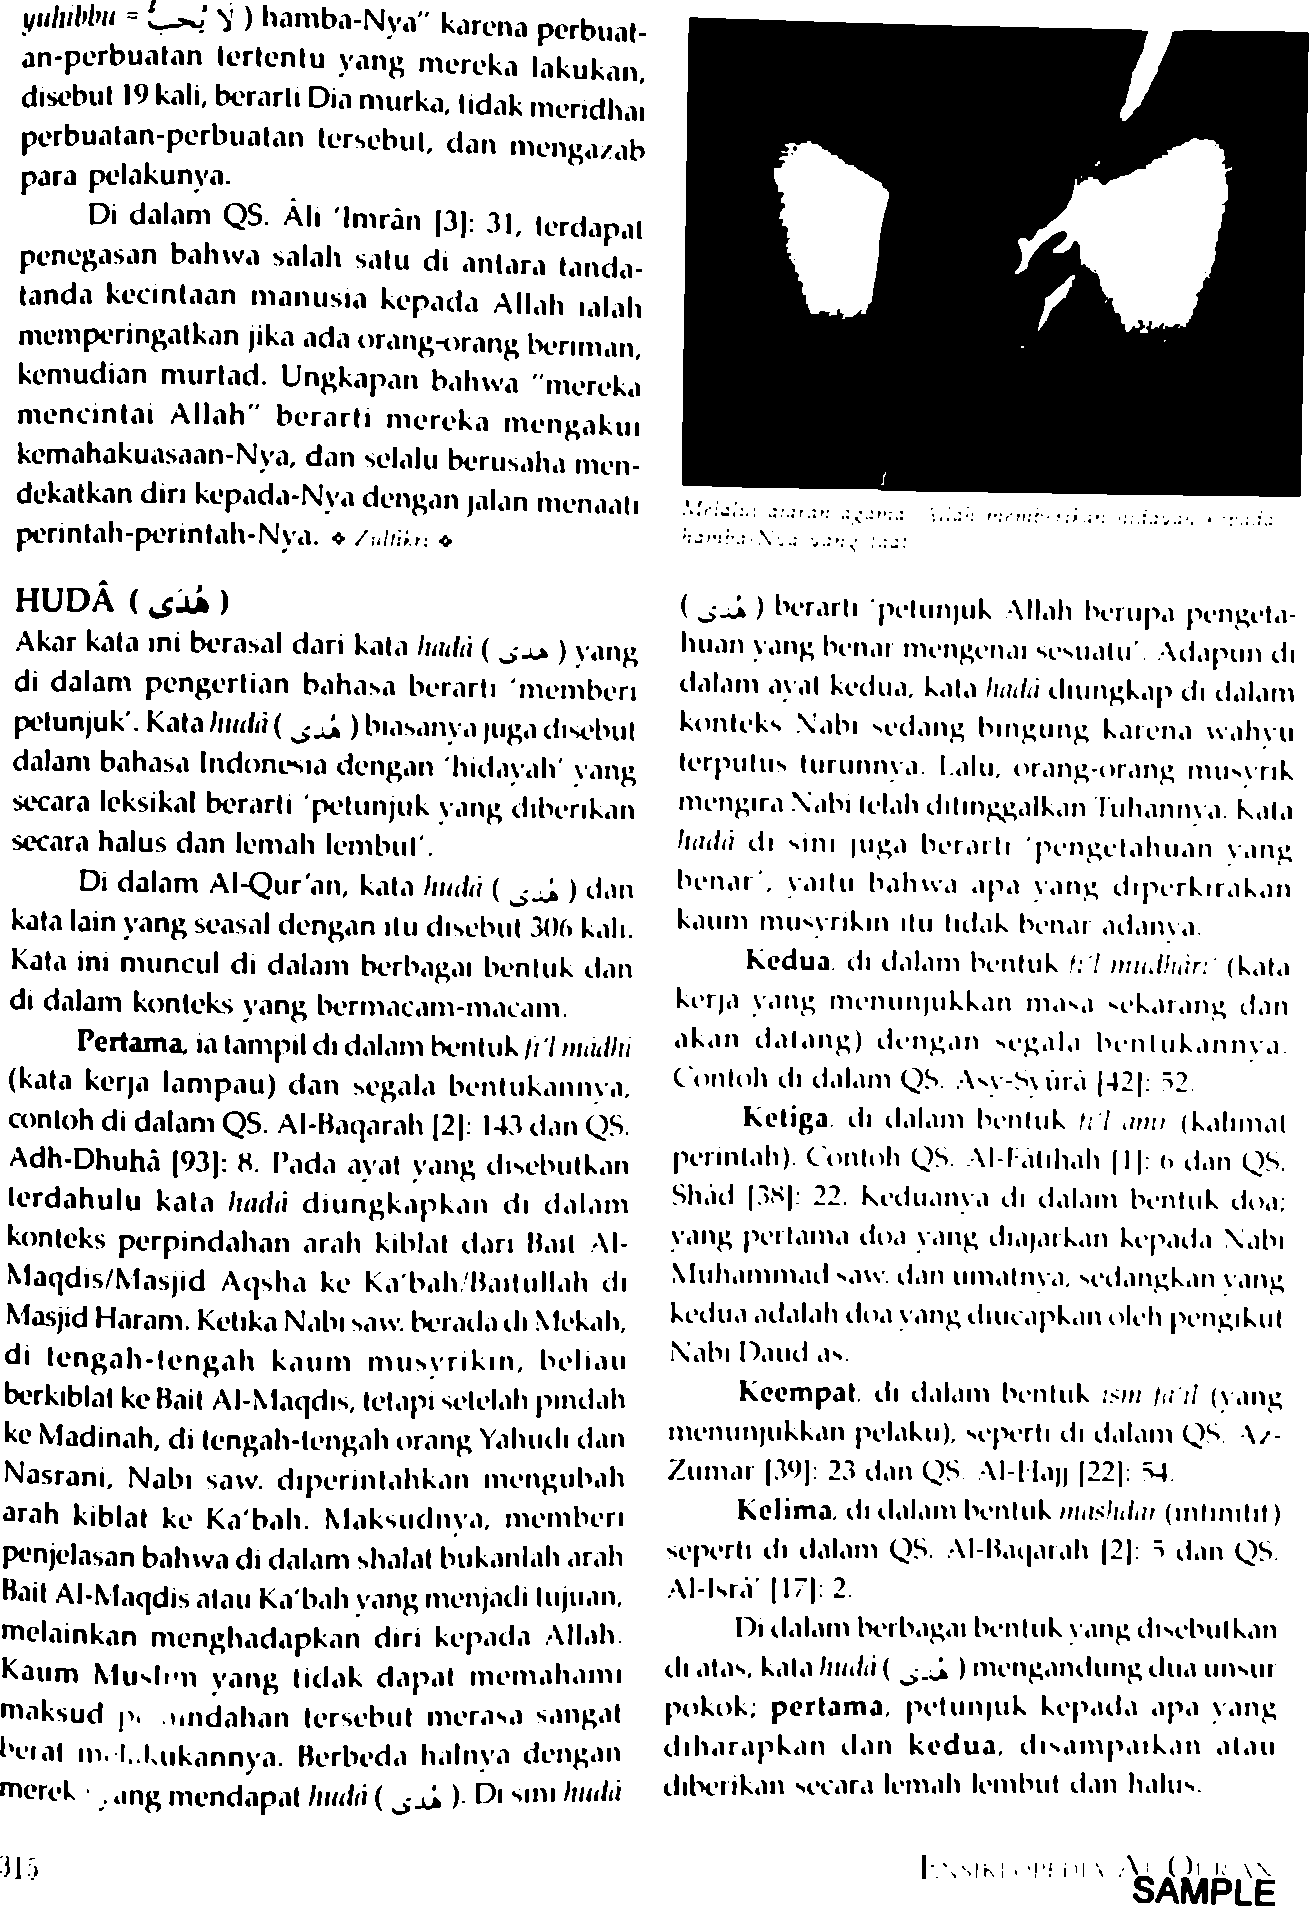 yuhibbu = لاَ يُحِبُّ ) hamba-Nya" karena perbuat-
an-perbuatan tertentu yang mereka lakukan,
disebut 19 kali, berarti Dia murka, tidak meridhai
perbuatan-perbuatan tersebut, dan mengazab
para pelakunya.
Di dalam QS. Âli 'Imrân [3]: 31, terdapat
penegasan bahwa salah satu di antara tanda-
tanda kecintaan manusia kepada Allah ialah
memperingatkan jika ada orang-orang beriman,
kemudian murtad. Ungkapan bahwa "mereka
mencintai Allah" berarti mereka mengakui
kemahakuasaan-Nya, dan selalu berusaha men-
dekatkan diri kepada-Nya dengan jalan menaati
perintah-perintah-Nya. ❖ Zulfikri ❖
HUDÂ ( هُدًى )
Akar kata ini berasal dari kata hadâ ( هدى ) yang
di dalam pengertian bahasa berarti 'memberi
petunjuk'. Kata hudâ ( هُدًى ) biasanya juga disebut
dalam bahasa Indonesia dengan 'hidayah' yang
secara leksikal berarti 'petunjuk yang diberikan
secara halus dan lemah lembut'.
Di dalam Al-Qur'an, kata hudâ ( هُدًى ) dan
kata lain yang seasal dengan itu disebut 306 kali.
Kata ini muncul di dalam berbagai bentuk dan
di dalam konteks yang bermacam-macam.
Pertama, ia tampil di dalam bentuk fi'l mâdhi
(kata kerja lampau) dan segala bentukannya,
contoh di dalam QS. Al-Baqarah [2]: 143 dan QS.
Adh-Dhuhâ [93]: 8. Pada ayat yang disebutkan
terdahulu kata hadâ diungkapkan di dalam
konteks perpindahan arah kiblat dari Bait Al-
Maqdis/Masjid Aqsha ke Ka'bah/Baitullah di
Masjid Haram. Ketika Nabi saw. berada di Mekah,
di tengah-tengah kaum musyrikin, beliau
berkiblat ke Bait Al-Maqdis, tetapi setelah pindah
ke Madinah, di tengah-tengah orang Yahudi dan
Nasrani, Nabi saw. diperintahkan mengubah
arah kiblat ke Ka'bah. Maksudnya, memberi
penjelasan bahwa di dalam shalat bukanlah arah
Bait Al-Maqdis atau Ka'bah yang menjadi tujuan,
melainkan menghadapkan diri kepada Allah.
Kaum Muslim yang tidak dapat memahami
maksud tersebut merasa sangat
berat Berbeda halnya dengan
yang mendapat hudâ ( هُدًى ). Di sini hudâ
Melalui ajaran agama, Allah memberikan hidayah kepada
hamba-Nya yang taat
( هُدًى ) berarti 'petunjuk Allah berupa pengeta-
huan yang benar mengenai sesuatu'. Adapun di
dalam ayat kedua, kata hadâ diungkap di dalam
konteks Nabi sedang bingung karena wahyu
terputus turunnya. Lalu, orang-orang musyrik
mengira Nabi telah ditinggalkan Tuhannya. Kata
hadâ di sini juga berarti 'pengetahuan yang
benar', yaitu bahwa apa yang diperkirakan
kaum musyrikin itu tidak benar adanya.
Kedua, di dalam bentuk fi'l mudhâri' (kata
kerja yang menunjukkan masa sekarang dan
akan datang) dengan segala bentukannya.
Contoh di dalam QS. Asy-Syûrâ [42]: 52.
Ketiga, di dalam bentuk fi'l amr (kalimat
perintah). Contoh QS. Al-Fâtihah [1]: 6 dan QS.
Shâd [38]: 22. Keduanya di dalam bentuk doa;
yang pertama doa yang diajarkan kepada Nabi
Muhammad saw. dan umatnya, sedangkan yang
kedua adalah doa yang diucapkan oleh pengikut
Nabi Daud as.
Keempat, di dalam bentuk ism fâ'il (yang
menunjukkan pelaku), seperti di dalam QS. Az-
Zumar [39]: 23 dan QS. Al-Hajj [22]: 54.
Kelima, di dalam bentuk mashdar (infinitif)
seperti di dalam QS. Al-Baqarah [2]: 5 dan QS.
Al-Isrâ' [17]: 2.
Di dalam berbagai bentuk yang disebutkan
di atas, kata hudâ ( هُدًى ) mengandung dua unsur
pokok; pertama, petunjuk kepada apa yang
diharapkan dan kedua, disampaikan atau
diberikan secara lemah lembut dan halus.
315
ENSIKLOPEDIA AL-QUR'AN
SAMPLE